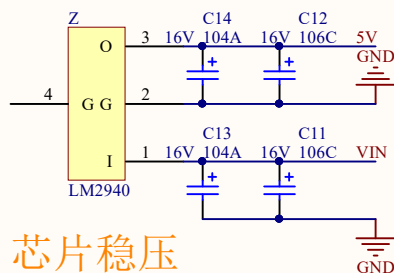 Z
C14
C12
O
3
16V
104A
16V
106C
5V
GND
4
G G
2
C13
C11
I
1
16V
104A
16V
106C
VIN
LM2940
芯片稳压
GND